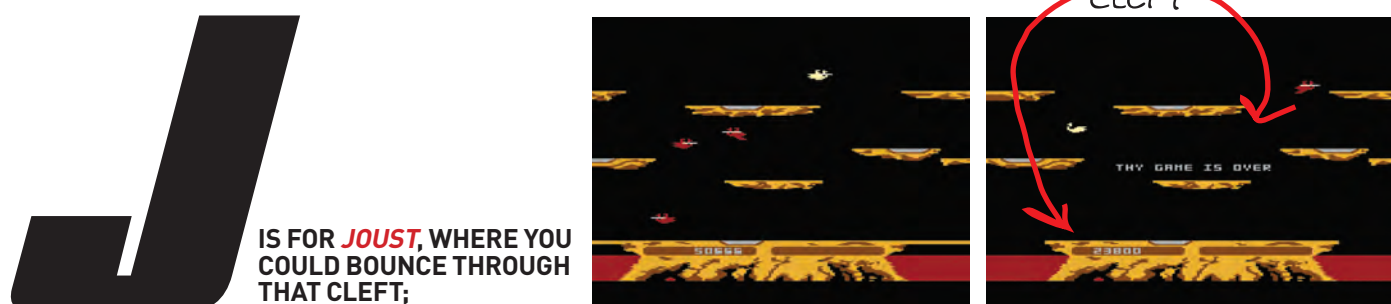 J
IS FOR JOUST, WHERE YOU
COULD BOUNCE THROUGH
THAT CLEFT;
50666
CLEFT
THY GAME IS OVER
23800